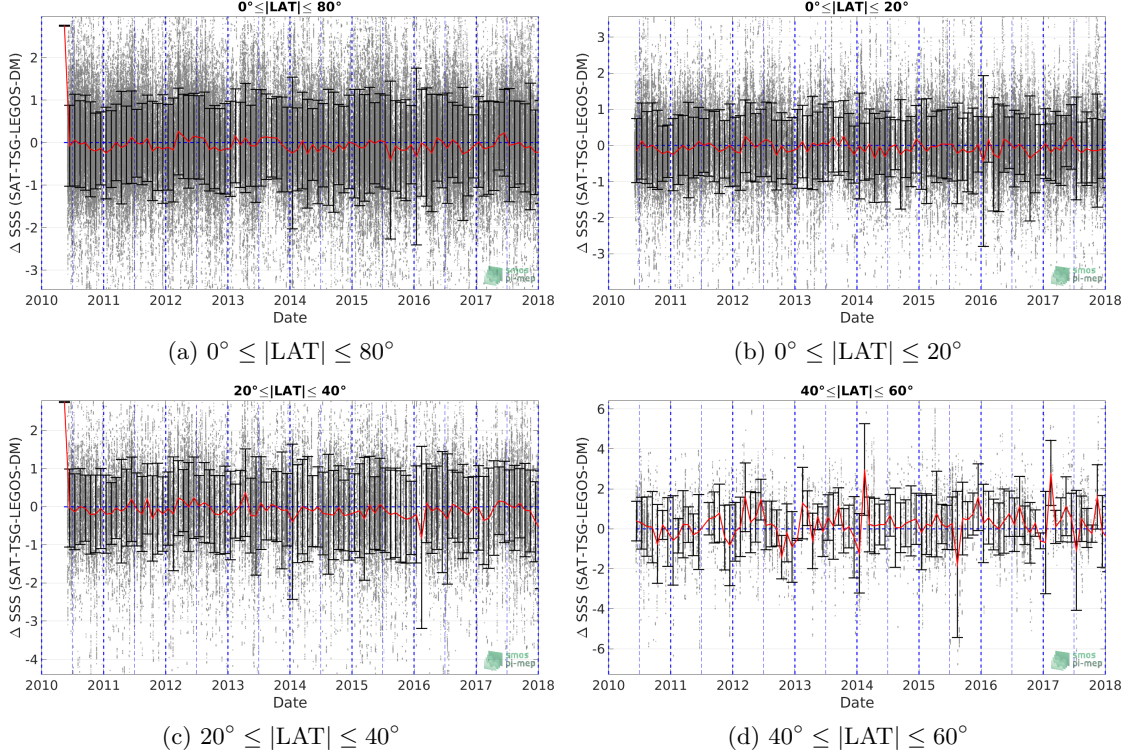 0°≤|LAT|≤ 80°
Δ SSS (SAT-TSG-LEGOS-DM)
2
1
0
-1
-2
-3
smos
pi-mep
2010 2011 2012 2013 2014 2015 2016 2017 2018
Date
(a) 0° ≤ |LAT| ≤ 80°
0°≤|LAT|≤ 20°
Δ SSS (SAT-TSG-LEGOS-DM)
3
2
1
0
-1
-2
-3
smos
pi-mep
2010 2011 2012 2013 2014 2015 2016 2017 2018
Date
(b) 0° ≤ |LAT| ≤ 20°
20°≤|LAT|≤ 40°
Δ SSS (SAT-TSG-LEGOS-DM)
2
1
0
-1
-2
-3
-4
smos
pi-mep
2010 2011 2012 2013 2014 2015 2016 2017 2018
Date
(c) 20° ≤ |LAT| ≤ 40°
40°≤|LAT|≤ 60°
Δ SSS (SAT-TSG-LEGOS-DM)
6
4
2
0
-2
-4
-6
smos
pi-mep
2010 2011 2012 2013 2014 2015 2016 2017 2018
Date
(d) 40° ≤ |LAT| ≤ 60°